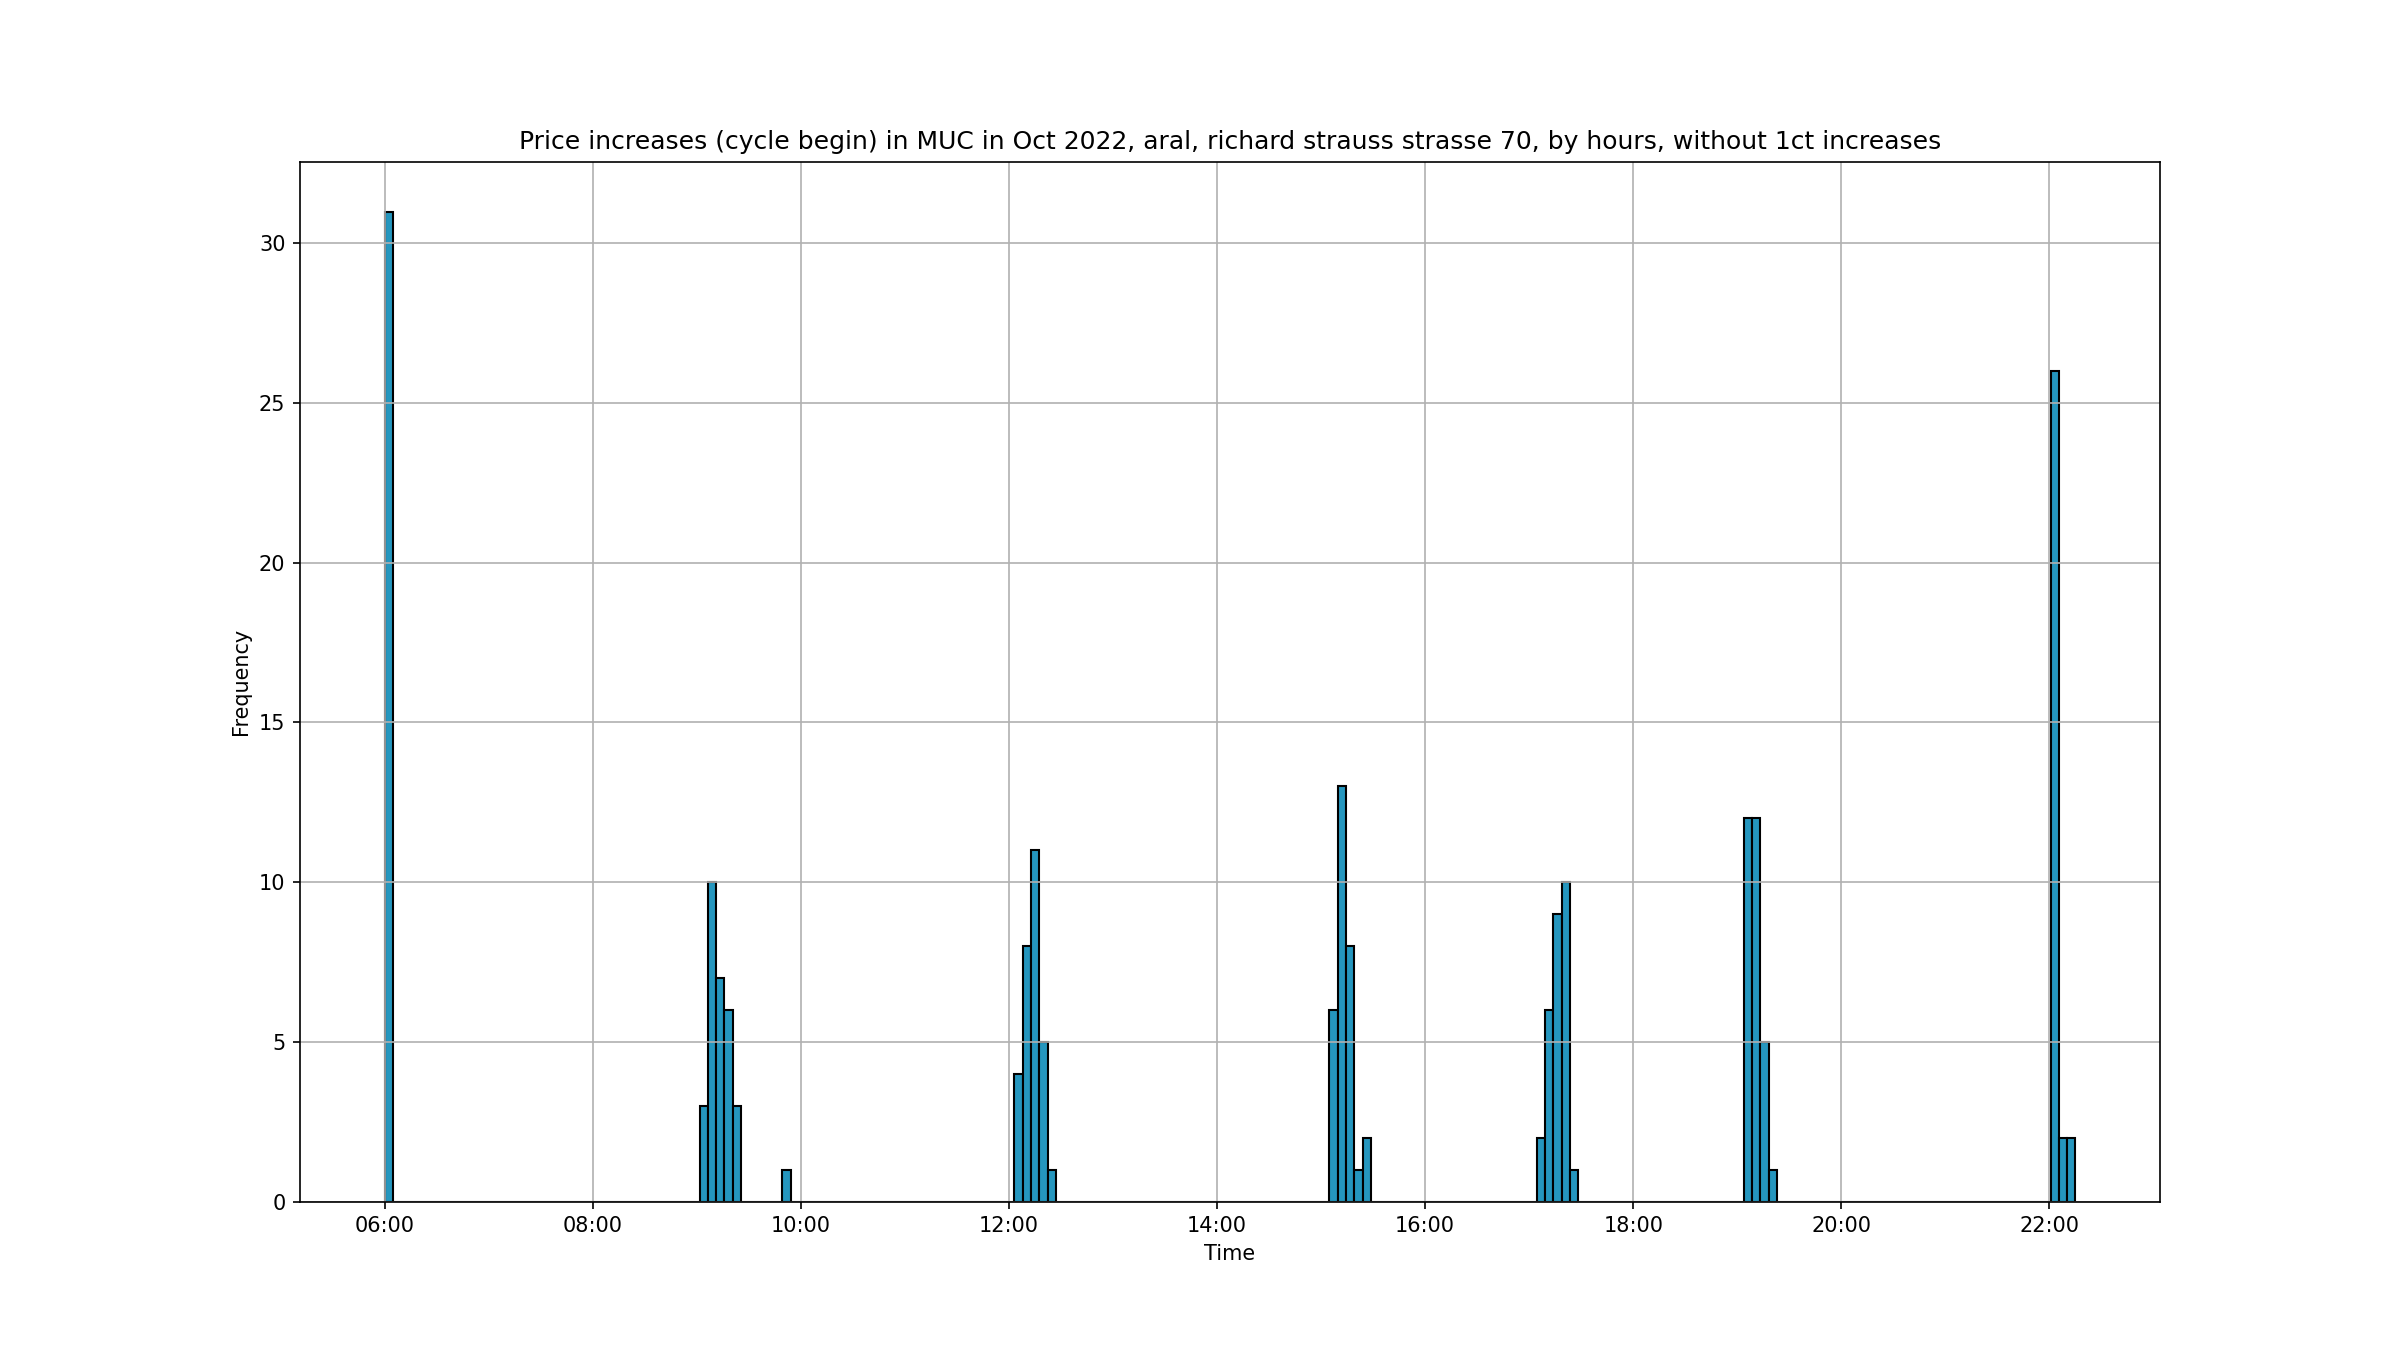 Price increases (cycle begin) in MUC in Oct 2022, aral, richard strauss strasse 70, by hours, without 1ct increases
30
25
20
15
10
5
0
Frequency
06:00 08:00 10:00 12:00 14:00 16:00 18:00 20:00 22:00
Time